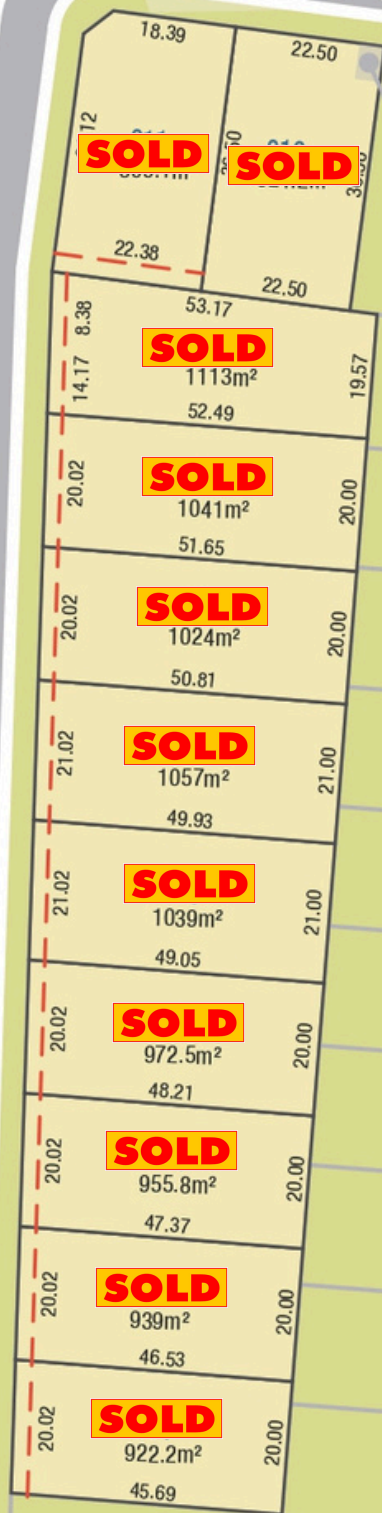 18.39
22.50
SOLD
SOLD
22.38
22.50
53.17
8.38
14.17
SOLD
1113m²
19.57
52.49
20.02
SOLD
1041m²
20.00
51.65
20.02
SOLD
1024m²
20.00
50.81
21.02
SOLD
1057m²
21.00
49.93
21.02
SOLD
1039m²
21.00
49.05
20.02
SOLD
972.5m²
20.00
48.21
20.02
SOLD
955.8m²
20.00
47.37
20.02
SOLD
939m²
20.00
46.53
20.02
SOLD
922.2m²
20.00
45.69